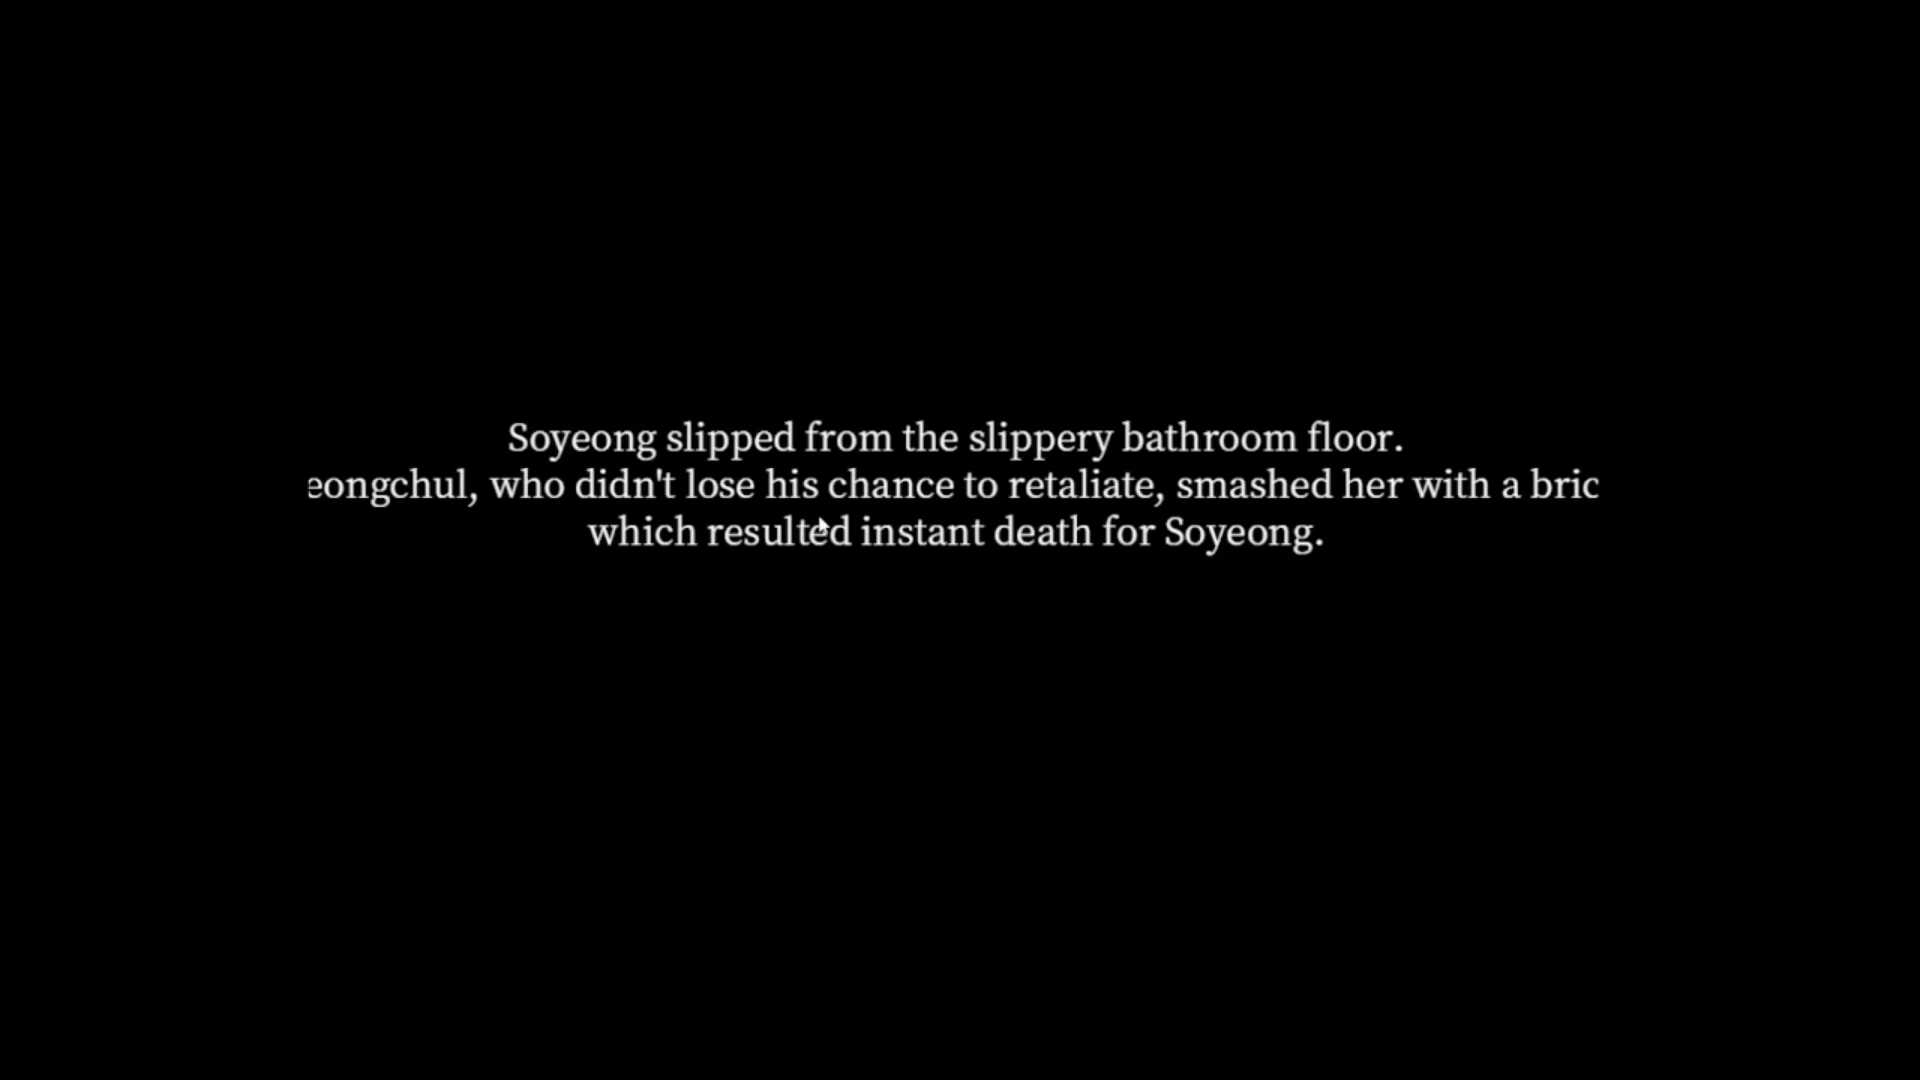 Soyeong slipped from the slippery bathroom floor.
eongchul, who didn't lose his chance to retaliate, smashed her with a bric
which resulted instant death for Soyeong.